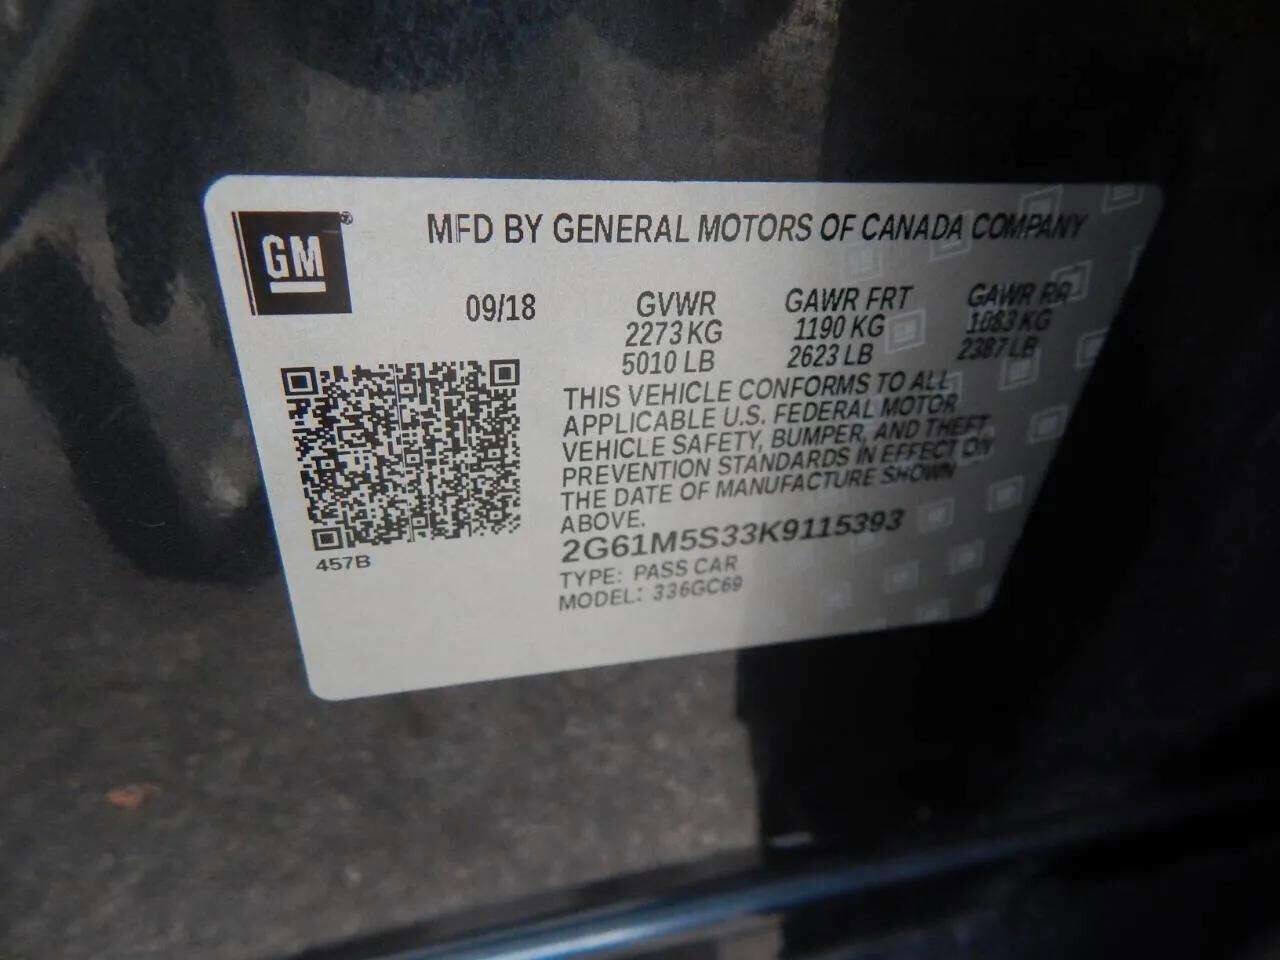 GM ®
MFD BY GENERAL MOTORS OF CANADA COMPANY
09/18 GVWR GAWR FRT GAWR RR
2273 KG 1190 KG 1083 KG
5010 LB 2623 LB 2387 LB
THIS VEHICLE CONFORMS TO ALL
APPLICABLE U.S. FEDERAL MOTOR
VEHICLE SAFETY, BUMPER, AND THEFT
PREVENTION STANDARDS IN EFFECT ON
THE DATE OF MANUFACTURE SHOWN
ABOVE.
2G61M5S33K9115393
457B
TYPE: PASS CAR
MODEL: 336GC69